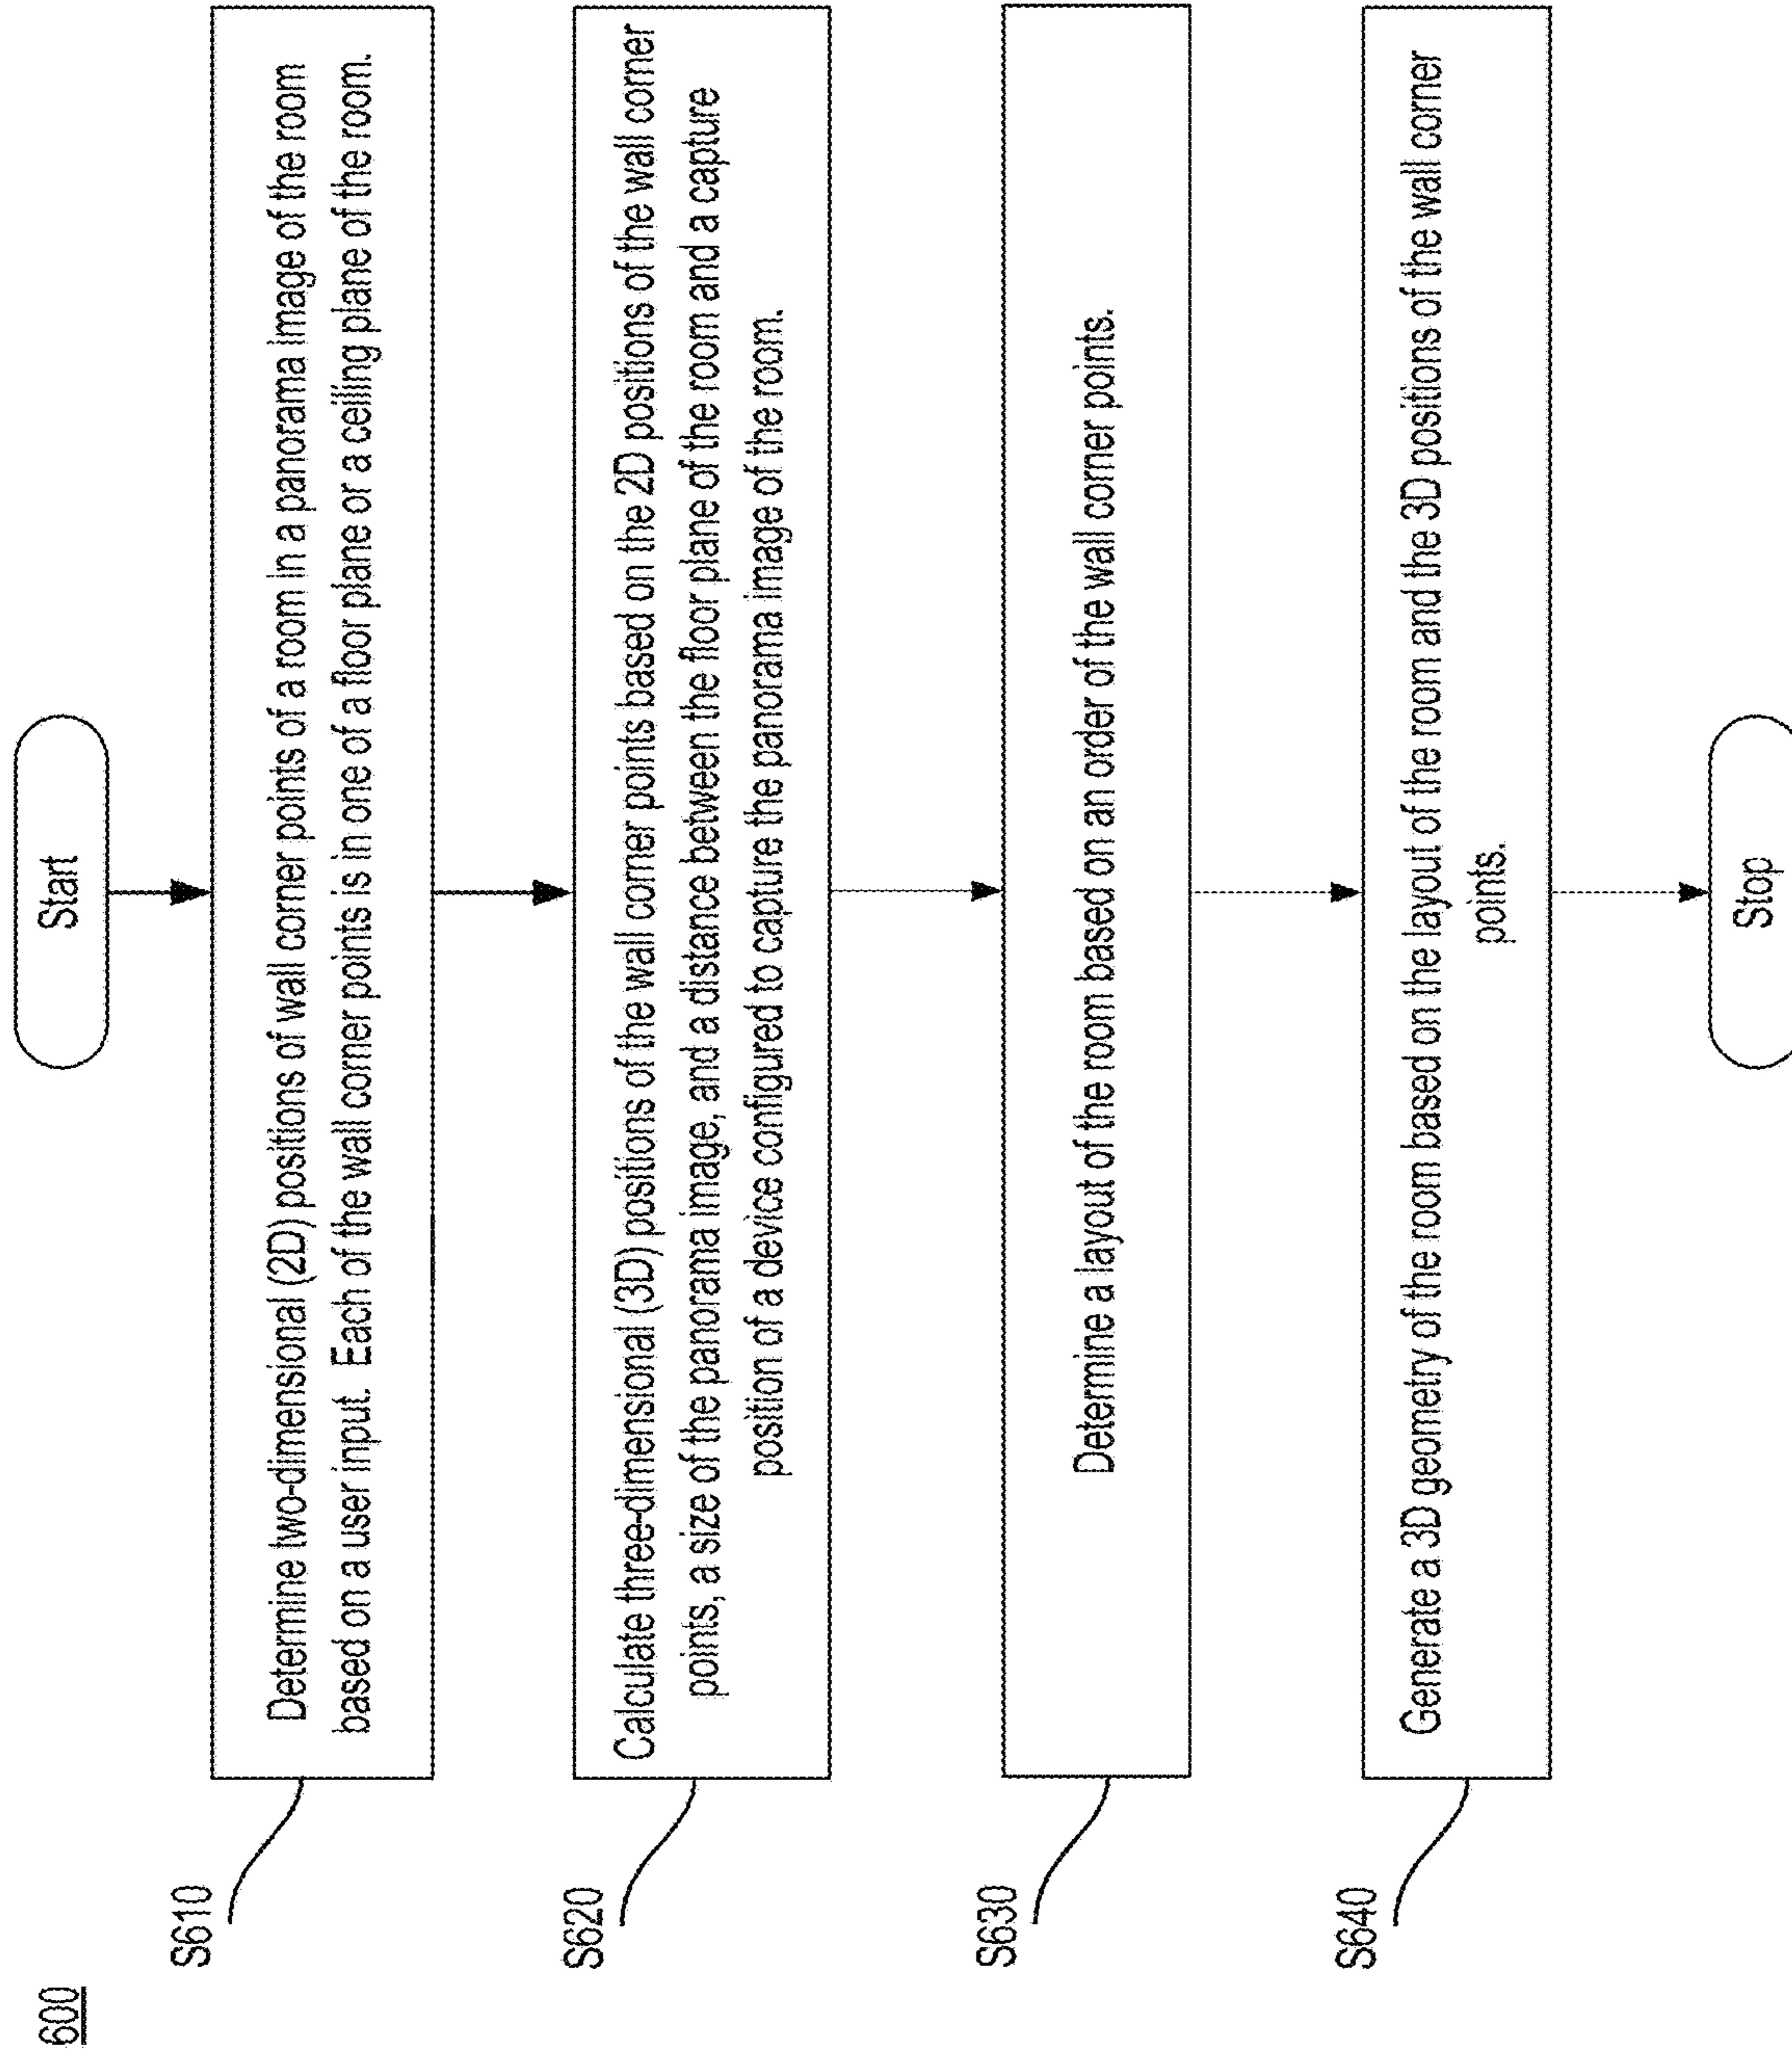 600
Start
S610
Determine two-dimensional (2D) positions of wall corner points of a room in a panorama image of the room
based on a user input. Each of the wall corner points is in one of a floor plane or a ceiling plane of the room.
S620
Calculate three-dimensional (3D) positions of the wall corner points based on the 2D positions of the wall corner
points, a size of the panorama image, and a distance between the floor plane of the room and a capture
position of a device configured to capture the panorama image of the room.
S630
Determine a layout of the room based on an order of the wall corner points.
S640
Generate a 3D geometry of the room based on the layout of the room and the 3D positions of the wall corner
points.
Stop